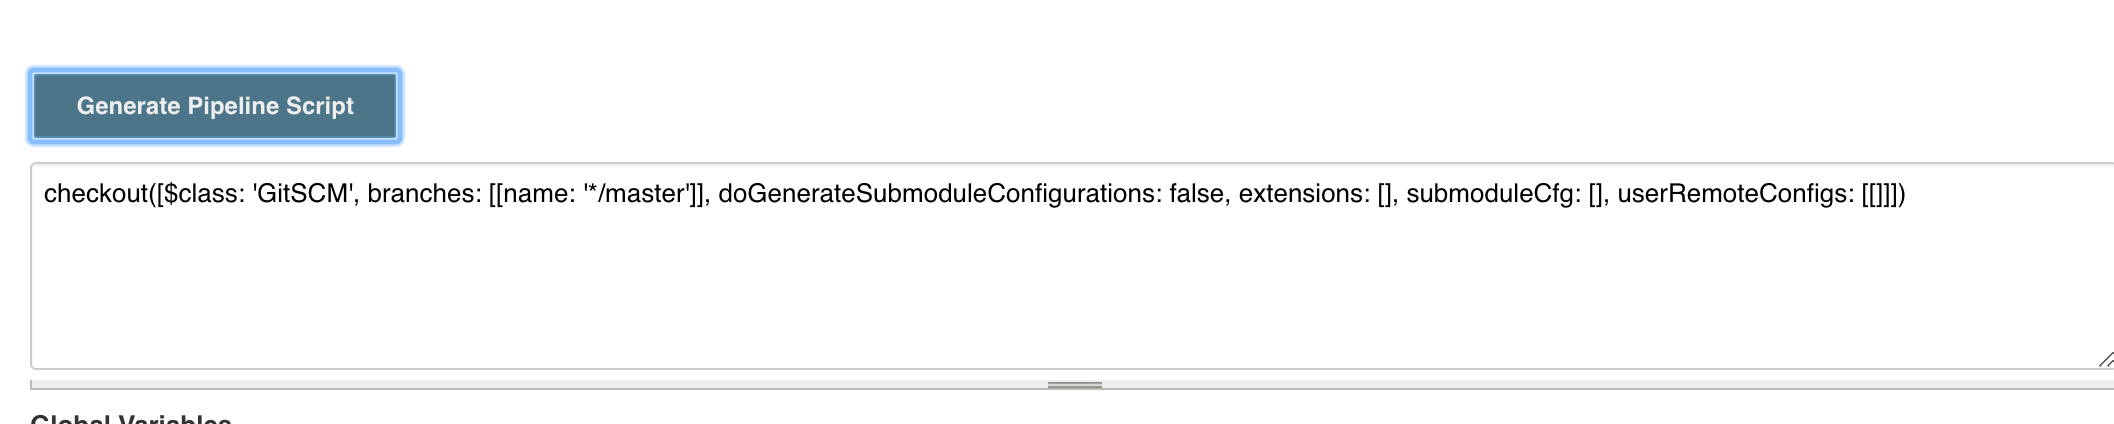 Generate Pipeline Script
checkout([$class: 'GitSCM', branches: [[name: '*/master']], doGenerateSubmoduleConfigurations: false, extensions: [], submoduleCfg: [], userRemoteConfigs: [[]]])
Global Variables